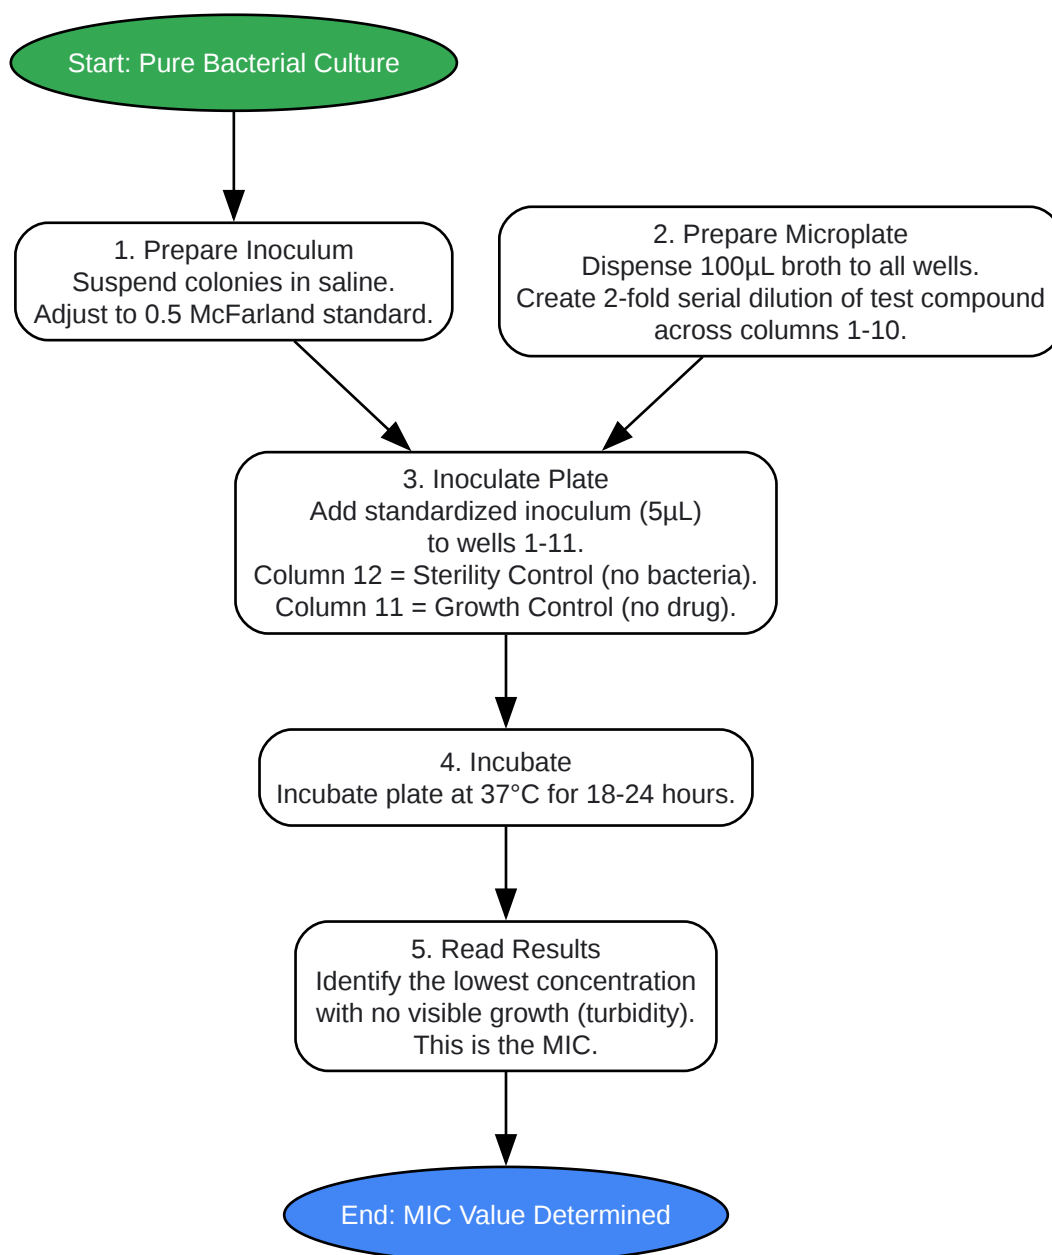 Start: Pure Bacterial Culture
1. Prepare Inoculum
Suspend colonies in saline.
Adjust to 0.5 McFarland standard.
2. Prepare Microplate
Dispense 100µL broth to all wells.
Create 2-fold serial dilution of test compound
across columns 1-10.
3. Inoculate Plate
Add standardized inoculum (5µL)
to wells 1-11.
Column 12 = Sterility Control (no bacteria).
Column 11 = Growth Control (no drug).
4. Incubate
Incubate plate at 37°C for 18-24 hours.
5. Read Results
Identify the lowest concentration
with no visible growth (turbidity).
This is the MIC.
End: MIC Value Determined